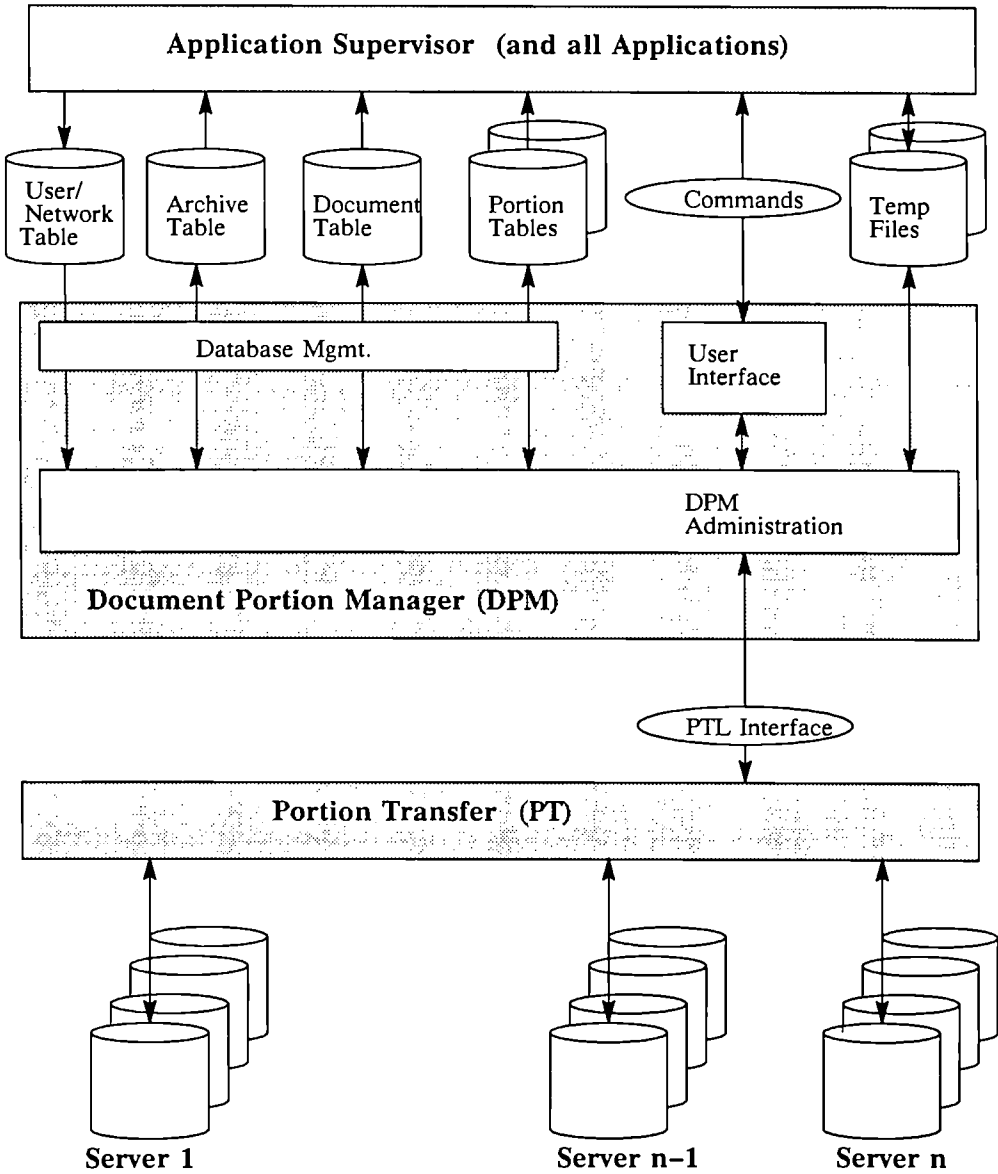 Application Supervisor (and all Applications)
User/
Network
Table
Archive
Table
Document
Table
Portion
Tables
Commands
Temp
Files
Database Mgmt.
User
Interface
DPM
Administration
Document Portion Manager (DPM)
PTL Interface
Portion Transfer (PT)
Server 1
Server n-1
Server n